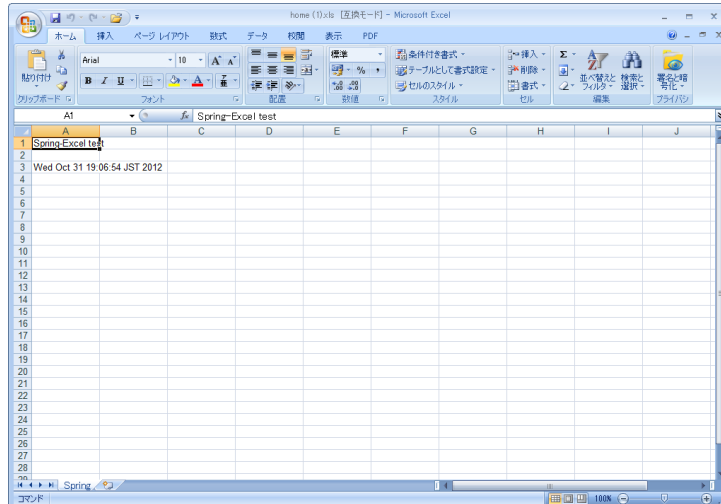 home (1).xls [互換モード] - Microsoft Excel
ホーム 挿入 ページ レイアウト 数式 データ 校閲 表示 PDF
貼り付け
クリップボード
Arial 10
B I U
フォント
配置
標準
% ,
数値
条件付き書式
テーブルとして書式設定
セルのスタイル
スタイル
挿入
削除
書式
セル
Σ
並べ替えと フィルタ
検索と 選択
編集
署名と暗号化
プライバシ
A1 fx Spring-Excel test
A B C D E F G H I J
1 Spring-Excel test
2
3 Wed Oct 31 19:06:54 JST 2012
4
5
6
7
8
9
10
11
12
13
14
15
16
17
18
19
20
21
22
23
24
25
26
27
28
29
Spring
コマンド 100%